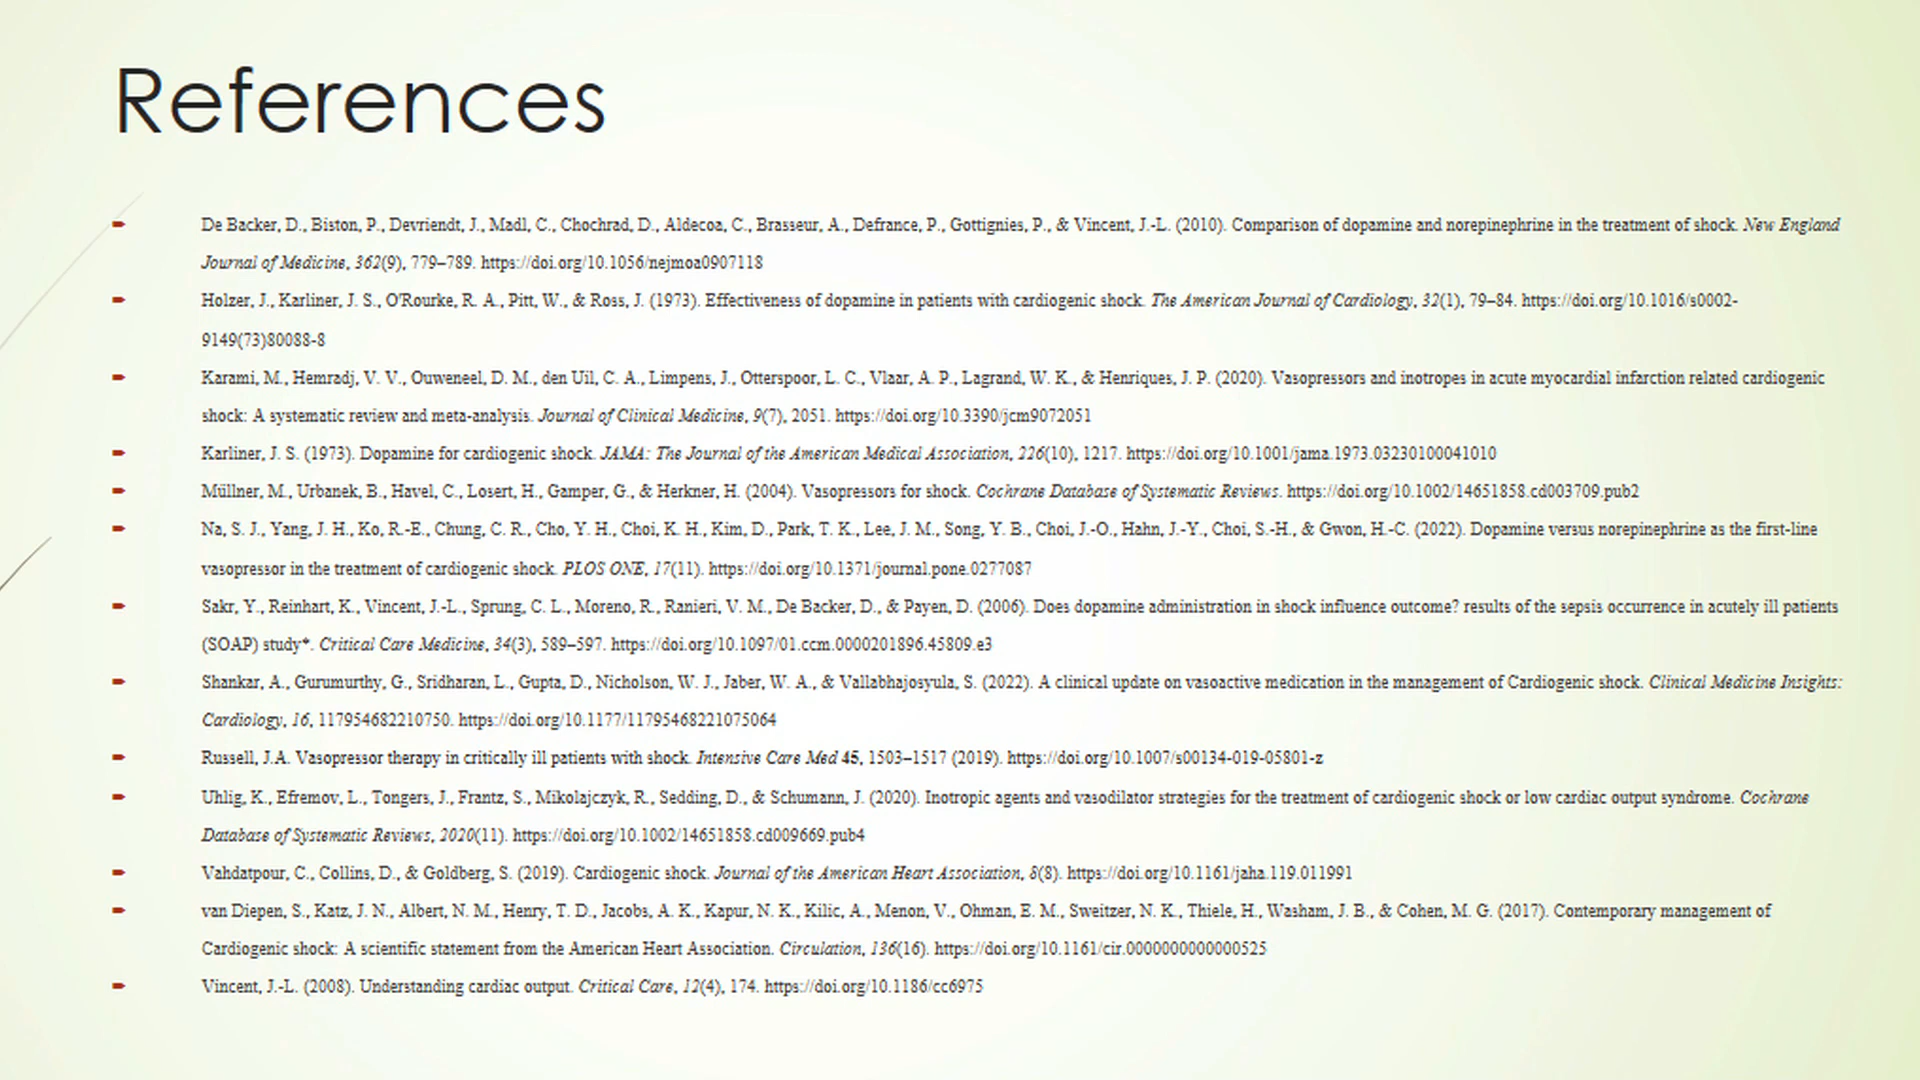 References
De Backer, D., Biston, P., Devriendt, J., Madl, C., Chochrad, D., Aldecoa, C., Brasseur, A., Defrance, P., Gottignies, P., & Vincent, J.-L. (2010). Comparison of dopamine and norepinephrine in the treatment of shock. New England
Journal of Medicine, 362(9), 779–789. https://doi.org/10.1056/nejmoa0907118
Holzer, J., Karliner, J. S., O'Rourke, R. A., Pitt, W., & Ross, J. (1973). Effectiveness of dopamine in patients with cardiogenic shock. The American Journal of Cardiology, 32(1), 79–84. https://doi.org/10.1016/s0002-
9149(73)80088-8
Karami, M., Hemradj, V. V., Ouweneel, D. M., den Uil, C. A., Limpens, J., Otterspoor, L. C., Vlaar, A. P., Lagrand, W. K., & Henriques, J. P. (2020). Vasopressors and inotropes in acute myocardial infarction related cardiogenic
shock: A systematic review and meta-analysis. Journal of Clinical Medicine, 9(7), 2051. https://doi.org/10.3390/jcm9072051
Karliner, J. S. (1973). Dopamine for cardiogenic shock. JAMA: The Journal of the American Medical Association, 226(10), 1217. https://doi.org/10.1001/jama.1973.03230100041010
Müllner, M., Urbanek, B., Havel, C., Losert, H., Gamper, G., & Herkner, H. (2004). Vasopressors for shock. Cochrane Database of Systematic Reviews. https://doi.org/10.1002/14651858.cd003709.pub2
Na, S. J., Yang, J. H., Ko, R.-E., Chung, C. R., Cho, Y. H., Choi, K. H., Kim, D., Park, T. K., Lee, J. M., Song, Y. B., Choi, J.-O., Hahn, J.-Y., Choi, S.-H., & Gwon, H.-C. (2022). Dopamine versus norepinephrine as the first-line
vasopressor in the treatment of cardiogenic shock. PLOS ONE, 17(11). https://doi.org/10.1371/journal.pone.0277087
Sakr, Y., Reinhart, K., Vincent, J.-L., Sprung, C. L., Moreno, R., Ranieri, V. M., De Backer, D., & Payen, D. (2006). Does dopamine administration in shock influence outcome? results of the sepsis occurrence in acutely ill patients
(SOAP) study*. Critical Care Medicine, 34(3), 589–597. https://doi.org/10.1097/01.ccm.0000201896.45809.e3
Shankar, A., Gurumurthy, G., Sridharan, L., Gupta, D., Nicholson, W. J., Jaber, W. A., & Vallabhajosyula, S. (2022). A clinical update on vasoactive medication in the management of Cardiogenic shock. Clinical Medicine Insights:
Cardiology, 16, 117954682210750. https://doi.org/10.1177/11795468221075064
Russell, J.A. Vasopressor therapy in critically ill patients with shock. Intensive Care Med 45, 1503–1517 (2019). https://doi.org/10.1007/s00134-019-05801-z
Uhlig, K., Efremov, L., Tongers, J., Frantz, S., Mikolajczyk, R., Sedding, D., & Schumann, J. (2020). Inotropic agents and vasodilator strategies for the treatment of cardiogenic shock or low cardiac output syndrome. Cochrane
Database of Systematic Reviews, 2020(11). https://doi.org/10.1002/14651858.cd009669.pub4
Vahdatpour, C., Collins, D., & Goldberg, S. (2019). Cardiogenic shock. Journal of the American Heart Association, 8(8). https://doi.org/10.1161/jaha.119.011991
van Diepen, S., Katz, J. N., Albert, N. M., Henry, T. D., Jacobs, A. K., Kapur, N. K., Kilic, A., Menon, V., Ohman, E. M., Sweitzer, N. K., Thiele, H., Washam, J. B., & Cohen, M. G. (2017). Contemporary management of
Cardiogenic shock: A scientific statement from the American Heart Association. Circulation, 136(16). https://doi.org/10.1161/cir.0000000000000525
Vincent, J.-L. (2008). Understanding cardiac output. Critical Care, 12(4), 174. https://doi.org/10.1186/cc6975